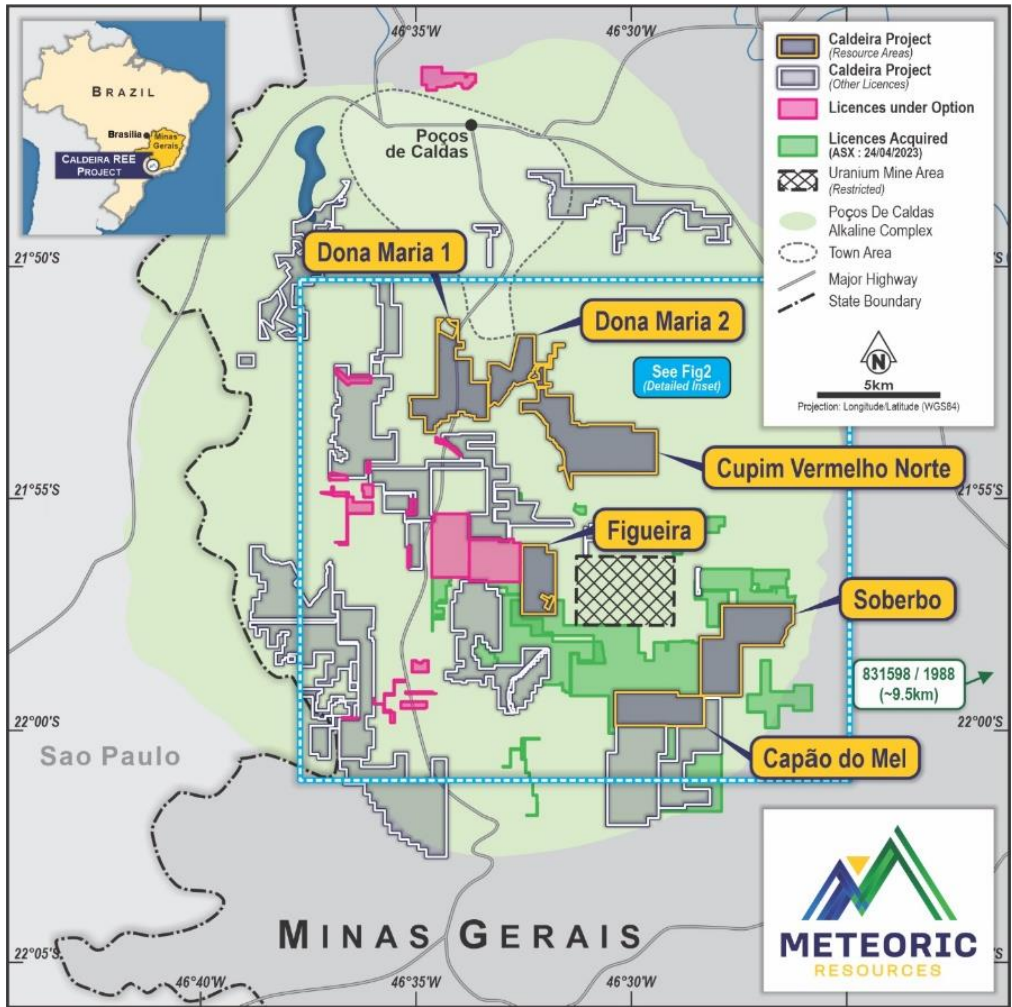 BRAZIL
Brasília
Minas
Gerais
CALDEIRA REE
PROJECT
46°35'W
46°30'W
Caldeira Project
(Resource Areas)
Caldeira Project
(Other Licences)
Licences under Option
Licences Acquired
(ASX : 24/04/2023)
Uranium Mine Area
(Restricted)
Poços De Caldas
Alkaline Complex
Town Area
Major Highway
State Boundary
N
5km
Projection: Longitude/Latitude (WGS84)
Poços
de Caldas
21°50'S
Dona Maria 1
Dona Maria 2
See Fig2
(Detailed Inset)
Cupim Vermelho Norte
21°55'S
21°55'S
Figueira
Soberbo
831598 / 1988
(~9.5km)
22°00'S
22°00'S
Sao Paulo
Capão do Mel
MINAS GERAIS
22°05'S
46°40'W
46°35'W
46°30'W
METEORIC
RESOURCES